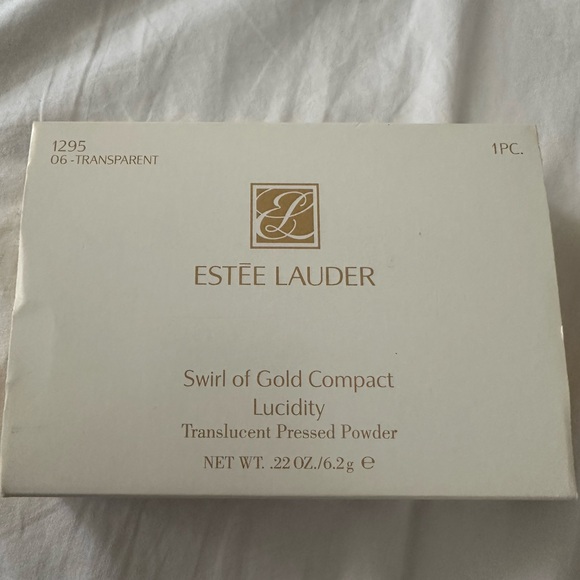 1295
06-TRANSPARENT
1PC.
EL
ESTĒE LAUDER
Swirl of Gold Compact
Lucidity
Translucent Pressed Powder
NET WT. .22 OZ./6.2g ℮